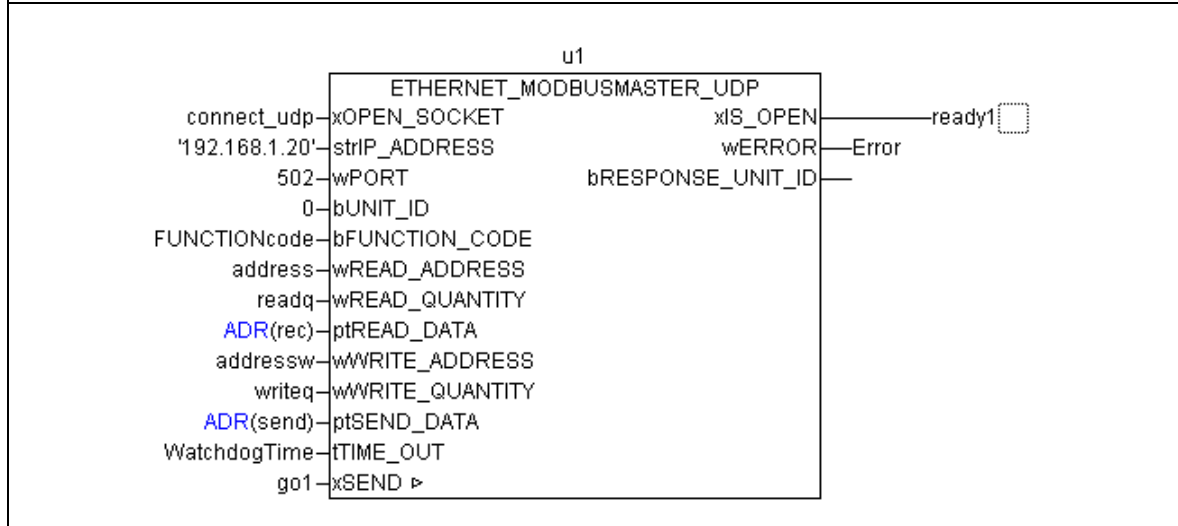 u1
ETHERNET_MODBUSMASTER_UDP
connect_udp xOPEN_SOCKET xIS_OPEN ready1
'192.168.1.20' strIP_ADDRESS wERROR Error
502 wPORT bRESPONSE_UNIT_ID
0 bUNIT_ID
FUNCTIONcode bFUNCTION_CODE
address wREAD_ADDRESS
readq wREAD_QUANTITY
ADR(rec) ptREAD_DATA
addressw wWRITE_ADDRESS
writeq wWRITE_QUANTITY
ADR(send) ptSEND_DATA
WatchdogTime tTIME_OUT
go1 xSEND